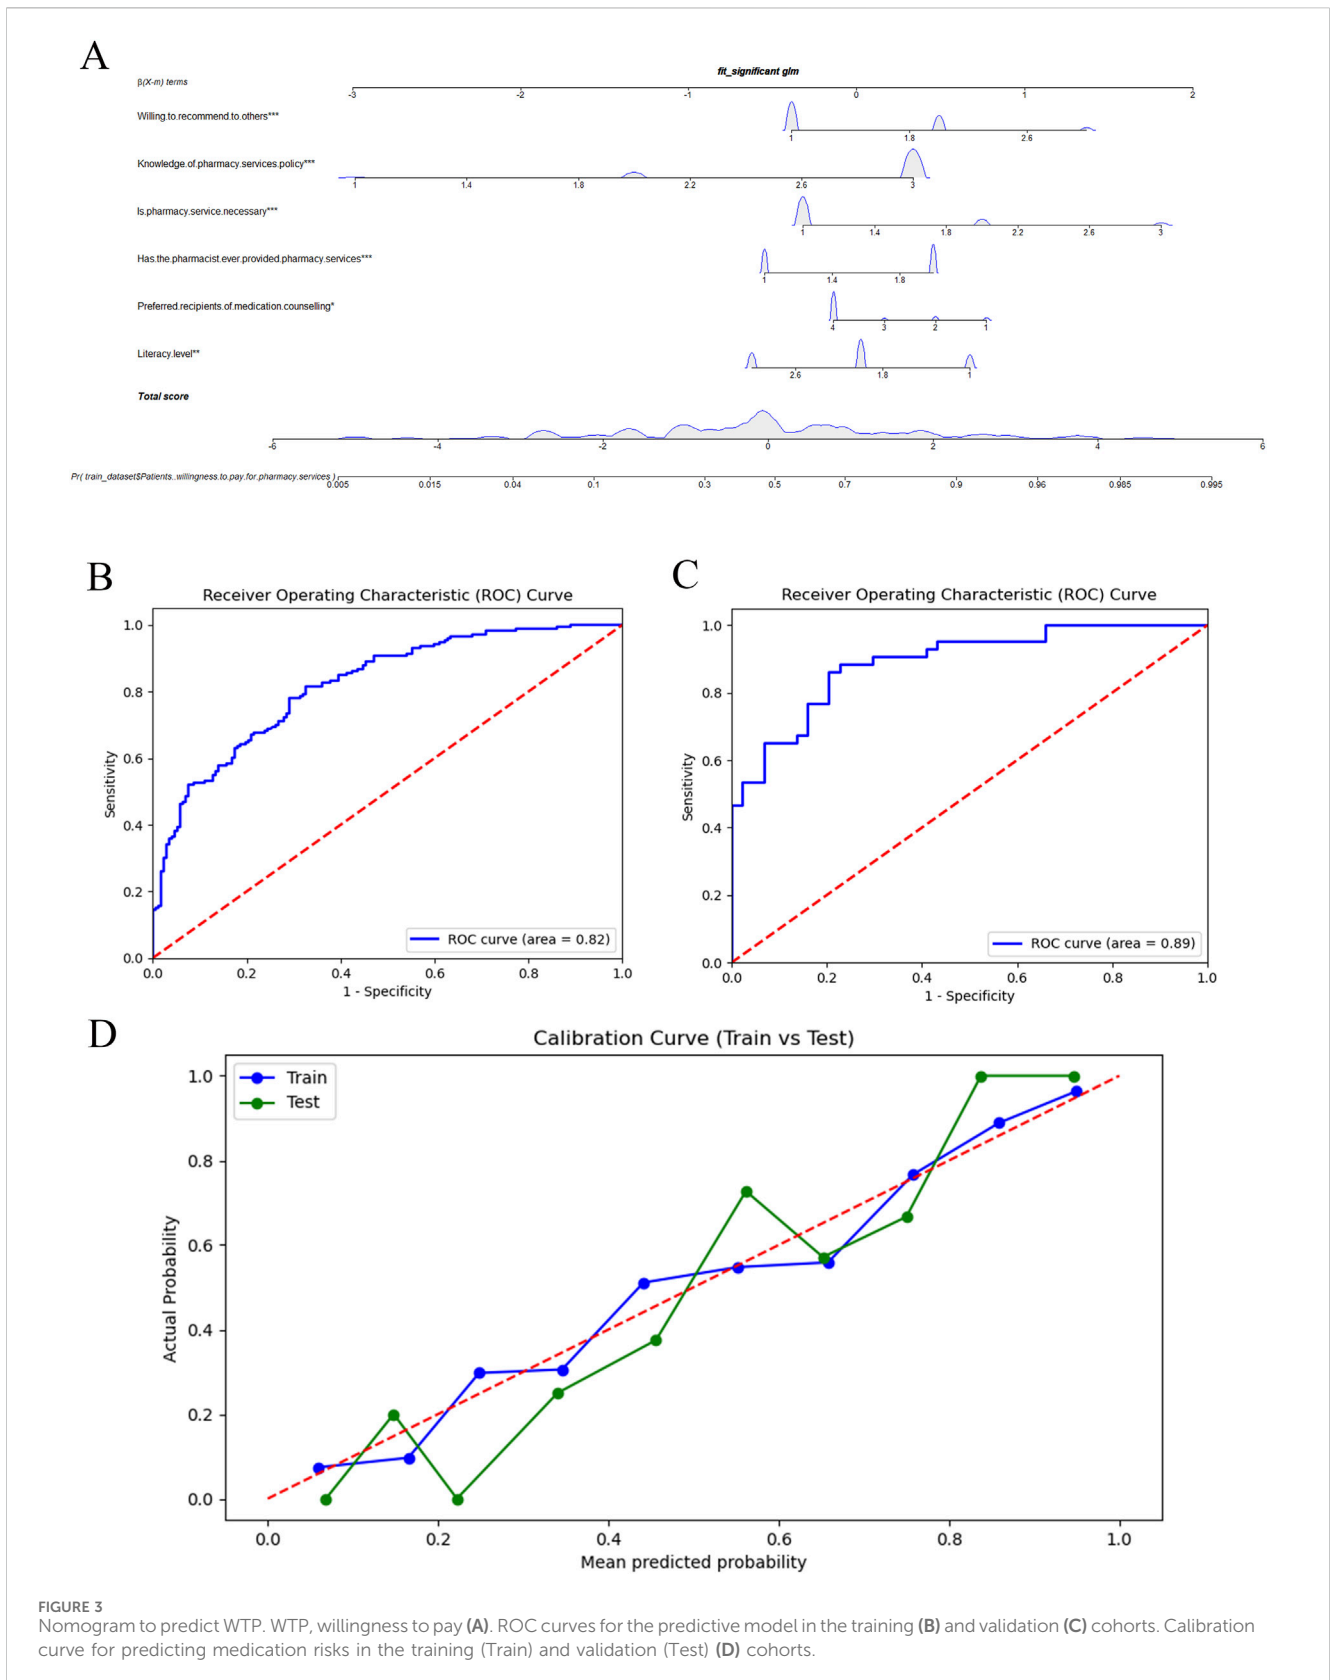 A
fit_significant glm
β(X-m) terms
-3 -2 -1 0 1 2
Willing.to.recommend.to.others***
1 1.8 2.6
Knowledge.of.pharmacy.services.policy***
1 1.4 1.8 2.2 2.6 3
Is.pharmacy.service.necessary***
1 1.4 1.8 2.2 2.6 3
Has.the.pharmacist.ever.provided.pharmacy.services***
1 1.4 1.8
Preferred.recipients.of.medication.counselling*
4 3 2 1
Literacy.level**
2.6 1.8 1
Total score
-6 -4 -2 0 2 4 6
Pr( train_dataset$Patients..willingness.to.pay.for.pharmacy.services )
0.005 0.015 0.04 0.1 0.3 0.5 0.7 0.9 0.96 0.985 0.995
B
Receiver Operating Characteristic (ROC) Curve
1.0
0.8
0.6
0.4
0.2
0.0
Sensitivity
ROC curve (area = 0.82)
0.0 0.2 0.4 0.6 0.8 1.0
1 - Specificity
C
Receiver Operating Characteristic (ROC) Curve
1.0
0.8
0.6
0.4
0.2
0.0
Sensitivity
ROC curve (area = 0.89)
0.0 0.2 0.4 0.6 0.8 1.0
1 - Specificity
D
Calibration Curve (Train vs Test)
Train
Test
1.0
0.8
0.6
0.4
0.2
0.0
Actual Probability
0.0 0.2 0.4 0.6 0.8 1.0
Mean predicted probability
FIGURE 3
Nomogram to predict WTP. WTP, willingness to pay (A). ROC curves for the predictive model in the training (B) and validation (C) cohorts. Calibration
curve for predicting medication risks in the training (Train) and validation (Test) (D) cohorts.